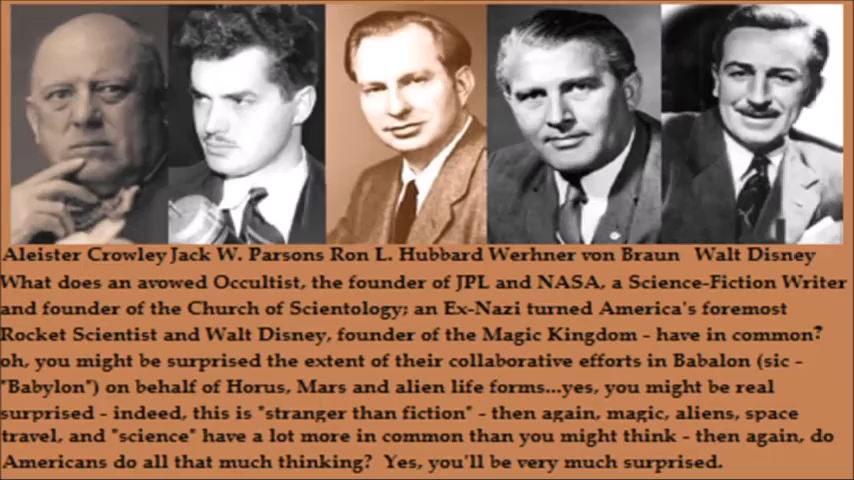 Aleister Crowley Jack W. Parsons Ron L. Hubbard Werhner von Braun Walt Disney
What does an avowed Occultist, the founder of JPL and NASA, a Science-Fiction Writer
and founder of the Church of Scientology; an Ex-Nazi turned America's foremost
Rocket Scientist and Walt Disney, founder of the Magic Kingdom - have in common?
oh, you might be surprised the extent of their collaborative efforts in Babalon (sic -
"Babylon") on behalf of Horus, Mars and alien life forms...yes, you might be real
surprised - indeed, this is "stranger than fiction" - then again, magic, aliens, space
travel, and "science" have a lot more in common than you might think - then again, do
Americans do all that much thinking? Yes, you'll be very much surprised.